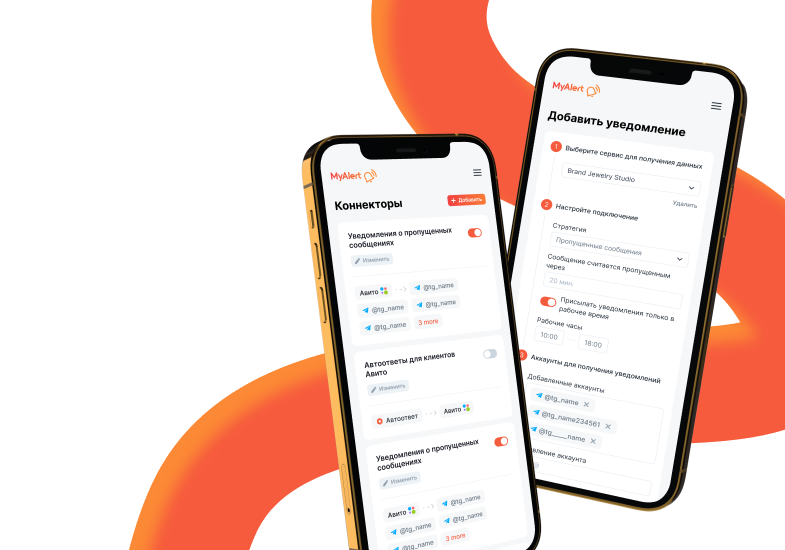 MyAlert
Коннекторы
Добавить
Уведомления о пропущенных
сообщениях
Изменить
Авито
@tg_name
@tg_name
@tg_name
@tg_name
3 more
Автоответы для клиентов
Авито
Изменить
Автоответ
Авито
Уведомления о пропущенных
сообщениях
Изменить
Авито
@tg_name
@tg_name
@tg_name
@tg_name
3 more
MyAlert
Добавить уведомление
1 Выберите сервис для получения данных
Brand Jewelry Studio
Удалить
2 Настройте подключение
Стратегия
Пропущенные сообщения
Сообщение считается пропущенным
через
20 мин.
Присылать уведомления только в
рабочее время
Рабочие часы
10:00 18:00
Аккаунты для получения уведомлений
Добавленные аккаунты
@tg_name
@tg_name234561
@tg____name
вление аккаунта